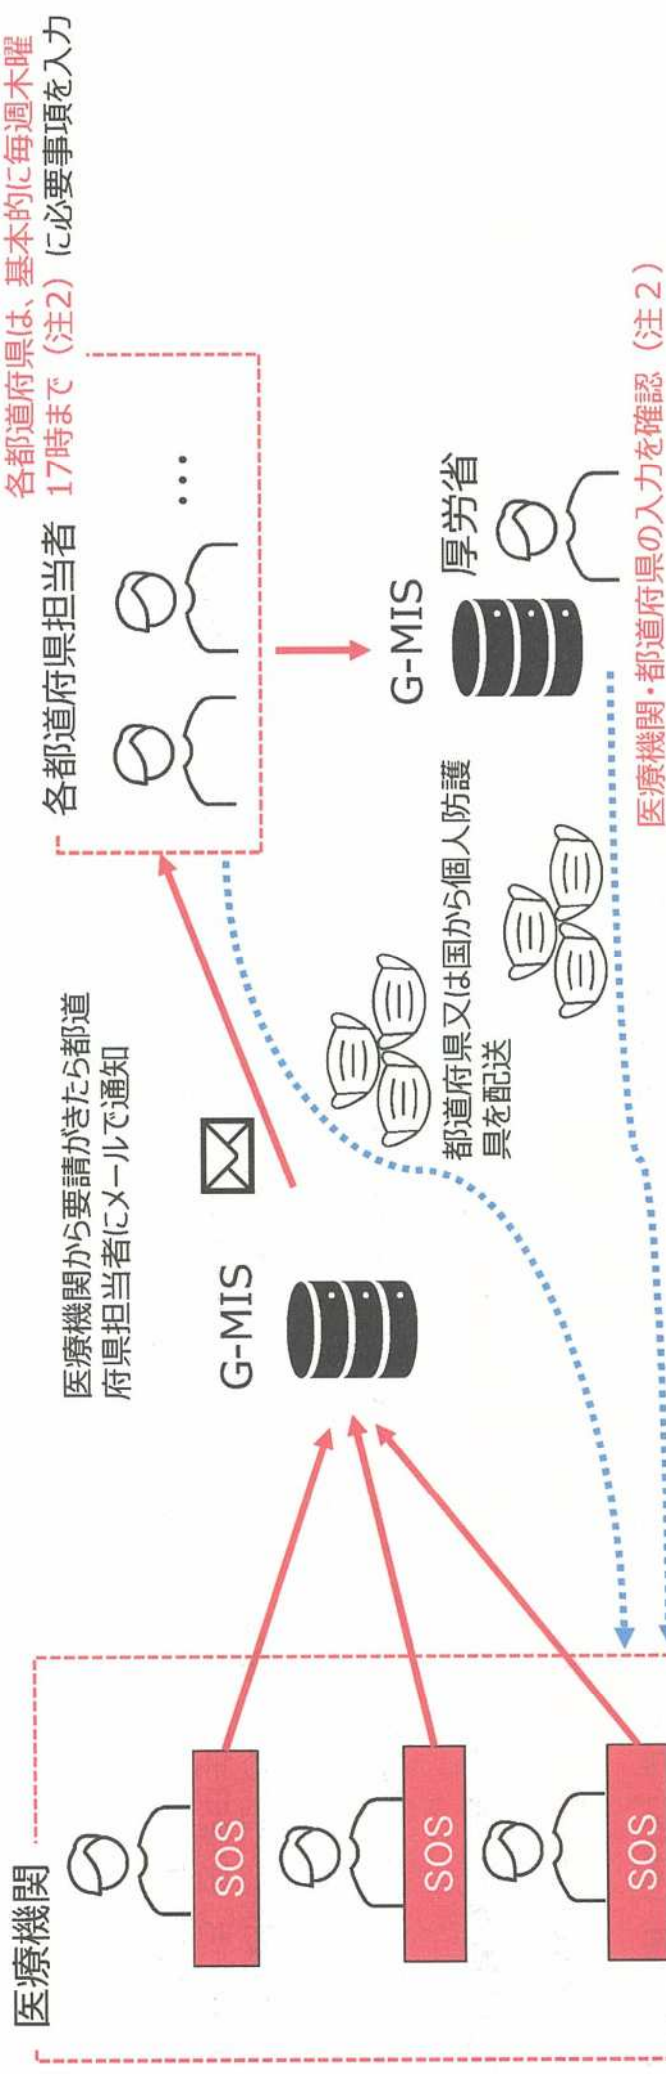 医療機関
SOS
SOS
SOS
医療機関から要請がきたら都道
府県担当者にメールで通知
G-MIS
各都道府県担当者
…
各都道府県は、基本的に毎週木曜
17時まで（注2）に必要事項を入力
都道府県又は国から個人防護
具を配送
G-MIS
厚労省
医療機関・都道府県の入力を確認（注２）